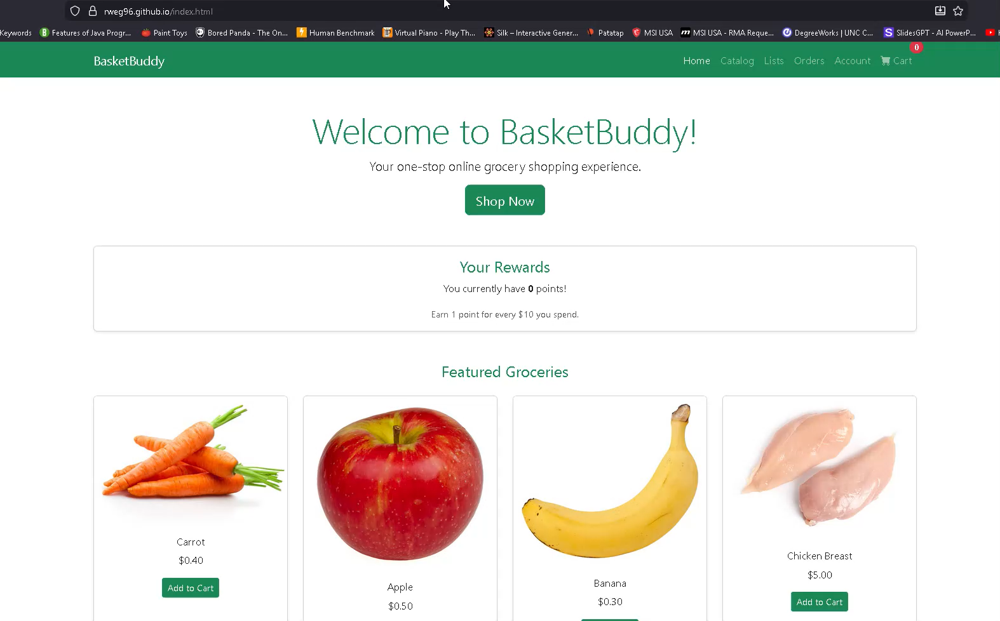 rweg96.github.io/index.html
Keywords Features of Java Progr... Paint Toys Bored Panda - The On... Human Benchmark Virtual Piano - Play Th... Silk – Interactive Gener... Patatap MSI USA MSI USA - RMA Reque... DegreeWorks | UNC C... SlidesGPT - AI PowerP...
BasketBuddy Home Catalog Lists Orders Account Cart 0
Welcome to BasketBuddy!
Your one-stop online grocery shopping experience.
Shop Now
Your Rewards
You currently have 0 points!
Earn 1 point for every $10 you spend.
Featured Groceries
Carrot
$0.40
Add to Cart
Apple
$0.50
Banana
$0.30
Chicken Breast
$5.00
Add to Cart